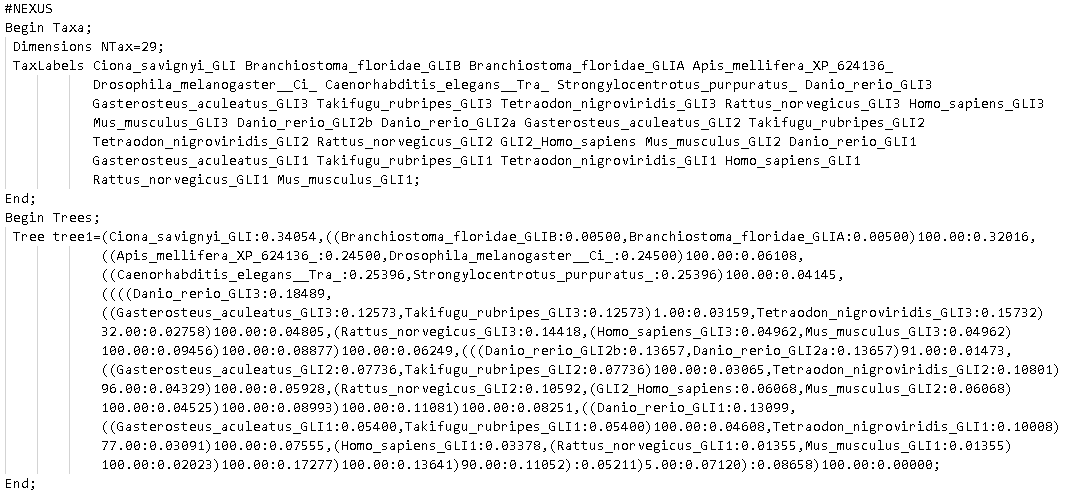 #NEXUS
Begin Taxa;
Dimensions NTax=29;
TaxLabels Ciona_savignyi_GLI Branchiostoma_floridae_GLIB Branchiostoma_floridae_GLIA Apis_mellifera_XP_624136_
Drosophila_melanogaster__Ci_ Caenorhabditis_elegans__Tra_ Strongylocentrotus_purpuratus_ Danio_rerio_GLI3
Gasterosteus_aculeatus_GLI3 Takifugu_rubripes_GLI3 Tetraodon_nigroviridis_GLI3 Rattus_norvegicus_GLI3 Homo_sapiens_GLI3
Mus_musculus_GLI3 Danio_rerio_GLI2b Danio_rerio_GLI2a Gasterosteus_aculeatus_GLI2 Takifugu_rubripes_GLI2
Tetraodon_nigroviridis_GLI2 Rattus_norvegicus_GLI2 GLI2_Homo_sapiens Mus_musculus_GLI2 Danio_rerio_GLI1
Gasterosteus_aculeatus_GLI1 Takifugu_rubripes_GLI1 Tetraodon_nigroviridis_GLI1 Homo_sapiens_GLI1
Rattus_norvegicus_GLI1 Mus_musculus_GLI1;
End;
Begin Trees;
Tree tree1=(Ciona_savignyi_GLI:0.34054,((Branchiostoma_floridae_GLIB:0.00500,Branchiostoma_floridae_GLIA:0.00500)100.00:0.32016,
((Apis_mellifera_XP_624136_:0.24500,Drosophila_melanogaster__Ci_:0.24500)100.00:0.06108,
((Caenorhabditis_elegans__Tra_:0.25396,Strongylocentrotus_purpuratus_:0.25396)100.00:0.04145,
((((Danio_rerio_GLI3:0.18489,
((Gasterosteus_aculeatus_GLI3:0.12573,Takifugu_rubripes_GLI3:0.12573)1.00:0.03159,Tetraodon_nigroviridis_GLI3:0.15732)
32.00:0.02758)100.00:0.04805,(Rattus_norvegicus_GLI3:0.14418,(Homo_sapiens_GLI3:0.04962,Mus_musculus_GLI3:0.04962)
100.00:0.09456)100.00:0.08877)100.00:0.06249,(((Danio_rerio_GLI2b:0.13657,Danio_rerio_GLI2a:0.13657)91.00:0.01473,
((Gasterosteus_aculeatus_GLI2:0.07736,Takifugu_rubripes_GLI2:0.07736)100.00:0.03065,Tetraodon_nigroviridis_GLI2:0.10801)
96.00:0.04329)100.00:0.05928,(Rattus_norvegicus_GLI2:0.10592,(GLI2_Homo_sapiens:0.06068,Mus_musculus_GLI2:0.06068)
100.00:0.04525)100.00:0.08993)100.00:0.11081)100.00:0.08251,((Danio_rerio_GLI1:0.13099,
((Gasterosteus_aculeatus_GLI1:0.05400,Takifugu_rubripes_GLI1:0.05400)100.00:0.04608,Tetraodon_nigroviridis_GLI1:0.10008)
77.00:0.03091)100.00:0.07555,(Homo_sapiens_GLI1:0.03378,(Rattus_norvegicus_GLI1:0.01355,Mus_musculus_GLI1:0.01355)
100.00:0.02023)100.00:0.17277)100.00:0.13641)90.00:0.11052):0.05211)5.00:0.07120):0.08658)100.00:0.00000;
End;